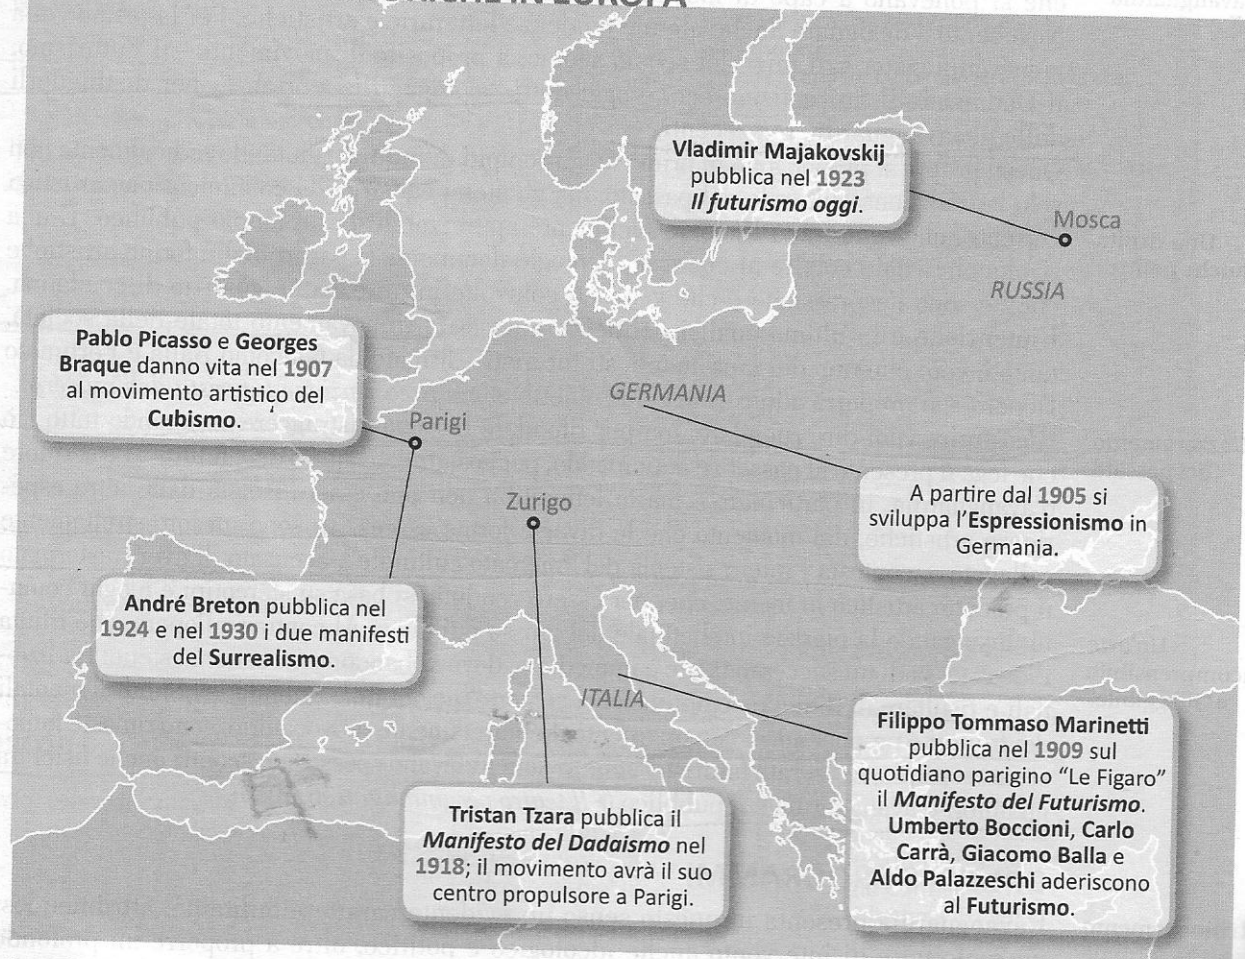 IN EUROPA
Vladimir Majakovskij
pubblica nel 1923
Il futurismo oggi.
Mosca
RUSSIA
Pablo Picasso e Georges
Braque danno vita nel 1907
al movimento artistico del
Cubismo.
Parigi
GERMANIA
A partire dal 1905 si
sviluppa l'Espressionismo in
Germania.
Zurigo
André Breton pubblica nel
1924 e nel 1930 i due manifesti
del Surrealismo.
ITALIA
Filippo Tommaso Marinetti
pubblica nel 1909 sul
quotidiano parigino “Le Figaro”
il Manifesto del Futurismo.
Umberto Boccioni, Carlo
Carrà, Giacomo Balla e
Aldo Palazzeschi aderiscono
al Futurismo.
Tristan Tzara pubblica il
Manifesto del Dadaismo nel
1918; il movimento avrà il suo
centro propulsore a Parigi.